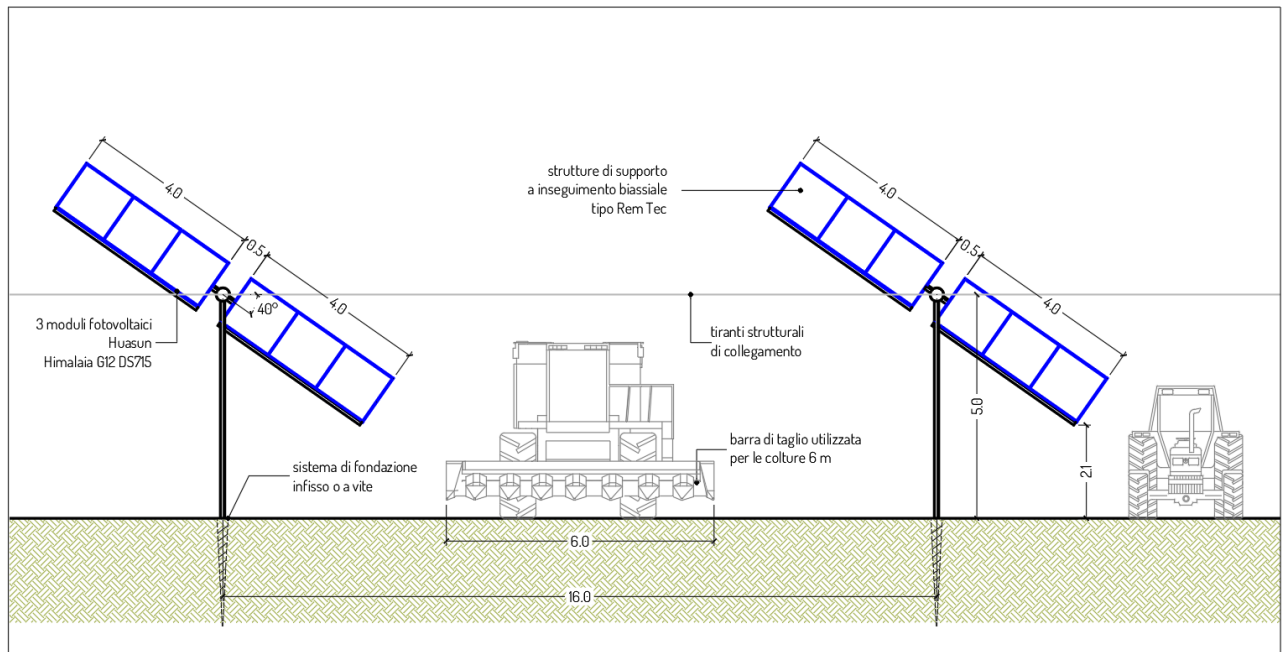 4.0
0.5
4.0
40°
3 moduli fotovoltaici
Huasun
Himalaia G12 DS715
strutture di supporto
a inseguimento biassiale
tipo Rem Tec
4.0
0.5
4.0
tiranti strutturali
di collegamento
5.0
2.1
barra di taglio utilizzata
per le colture 6 m
sistema di fondazione
infisso o a vite
6.0
16.0